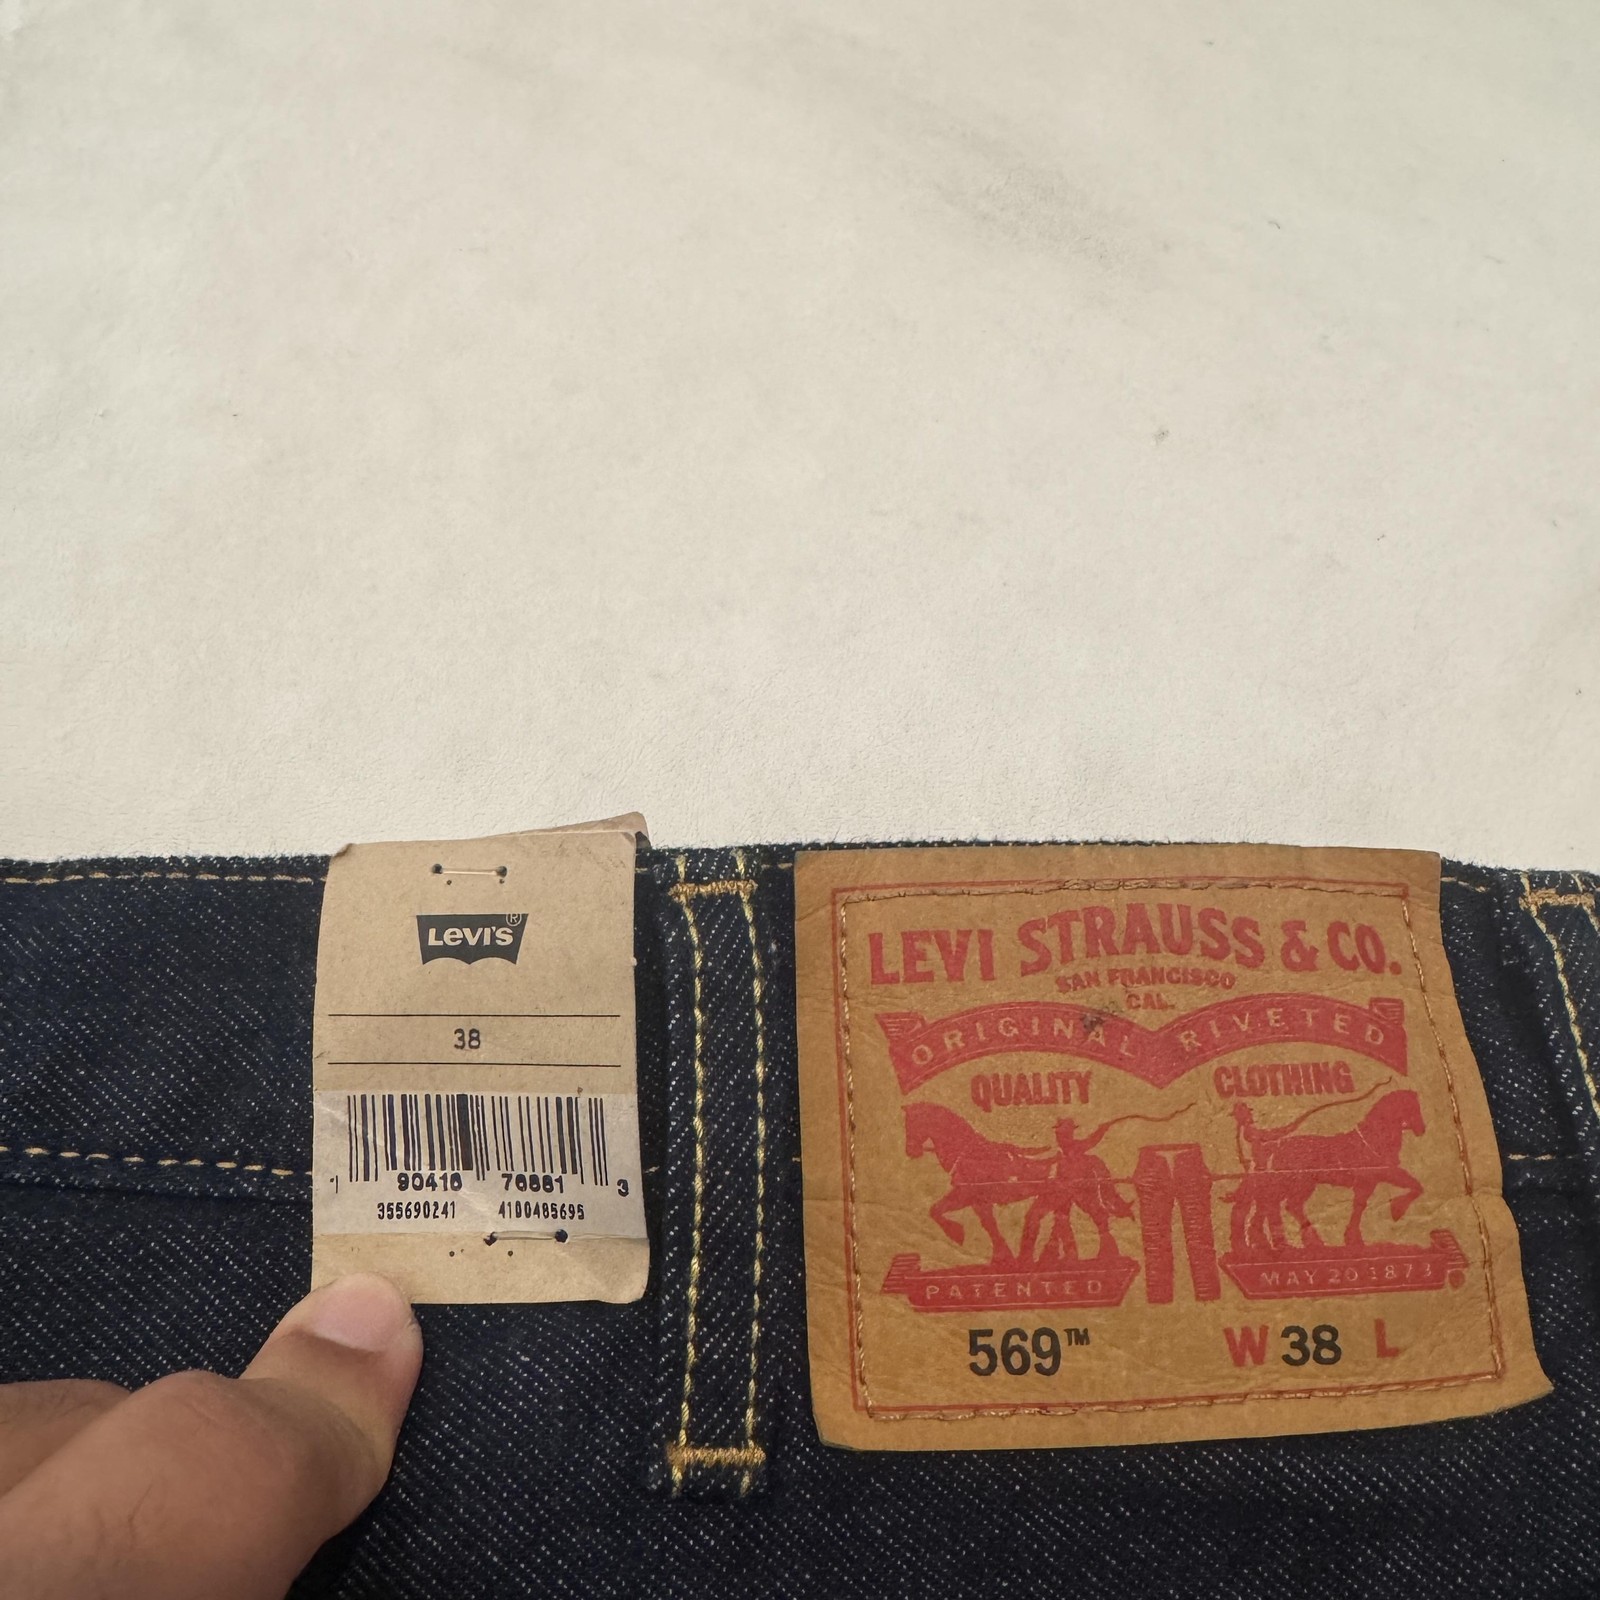 LEVI'S®
38
1 90416 76881 3
355690241 4100485695
LEVI STRAUSS & CO.
SAN FRANCISCO
CAL.
ORIGINAL RIVETED
QUALITY CLOTHING
PATENTED MAY 20 1873
569™ W 38 L